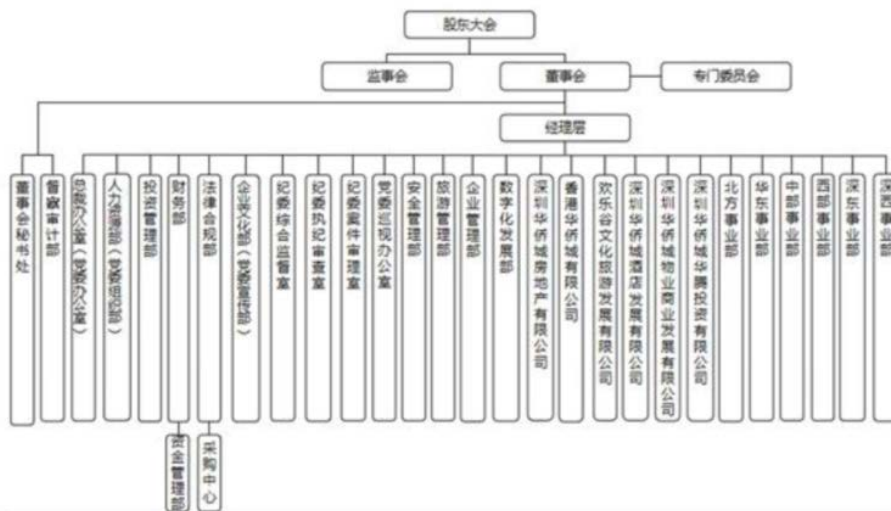 股东大会
监事会
董事会
专门委员会
经理层
董事会秘书处
督察审计部
总裁办公室（党委办公室）
人力资源部（党委组织部）
投资管理部
财务部
法律合规部
企业文化部（党委宣传部）
纪委综合监督室
纪委执纪审查室
纪委案件审理室
党委巡视办公室
安全管理部
旅游管理部
企业管理部
数字化发展部
深圳华侨城房地产有限公司
香港华侨城有限公司
欢乐谷文化旅游发展有限公司
深圳华侨城酒店发展有限公司
深圳华侨城物业商业发展有限公司
深圳华侨城华腾投资有限公司
北方事业部
华东事业部
中部事业部
西部事业部
深东事业部
深西事业部
资金管理部
采购中心